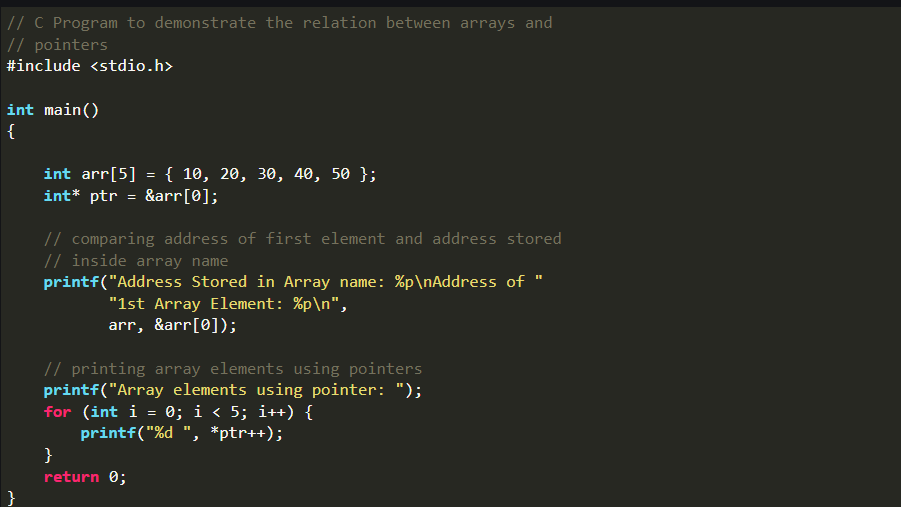 // C Program to demonstrate the relation between arrays and
// pointers
#include <stdio.h>
int main()
{
int arr[5] = { 10, 20, 30, 40, 50 };
int* ptr = &arr[0];
// comparing address of first element and address stored
// inside array name
printf("Address Stored in Array name: %p\nAddress of "
"1st Array Element: %p\n",
arr, &arr[0]);
// printing array elements using pointers
printf("Array elements using pointer: ");
for (int i = 0; i < 5; i++) {
printf("%d ", *ptr++);
}
return 0;
}